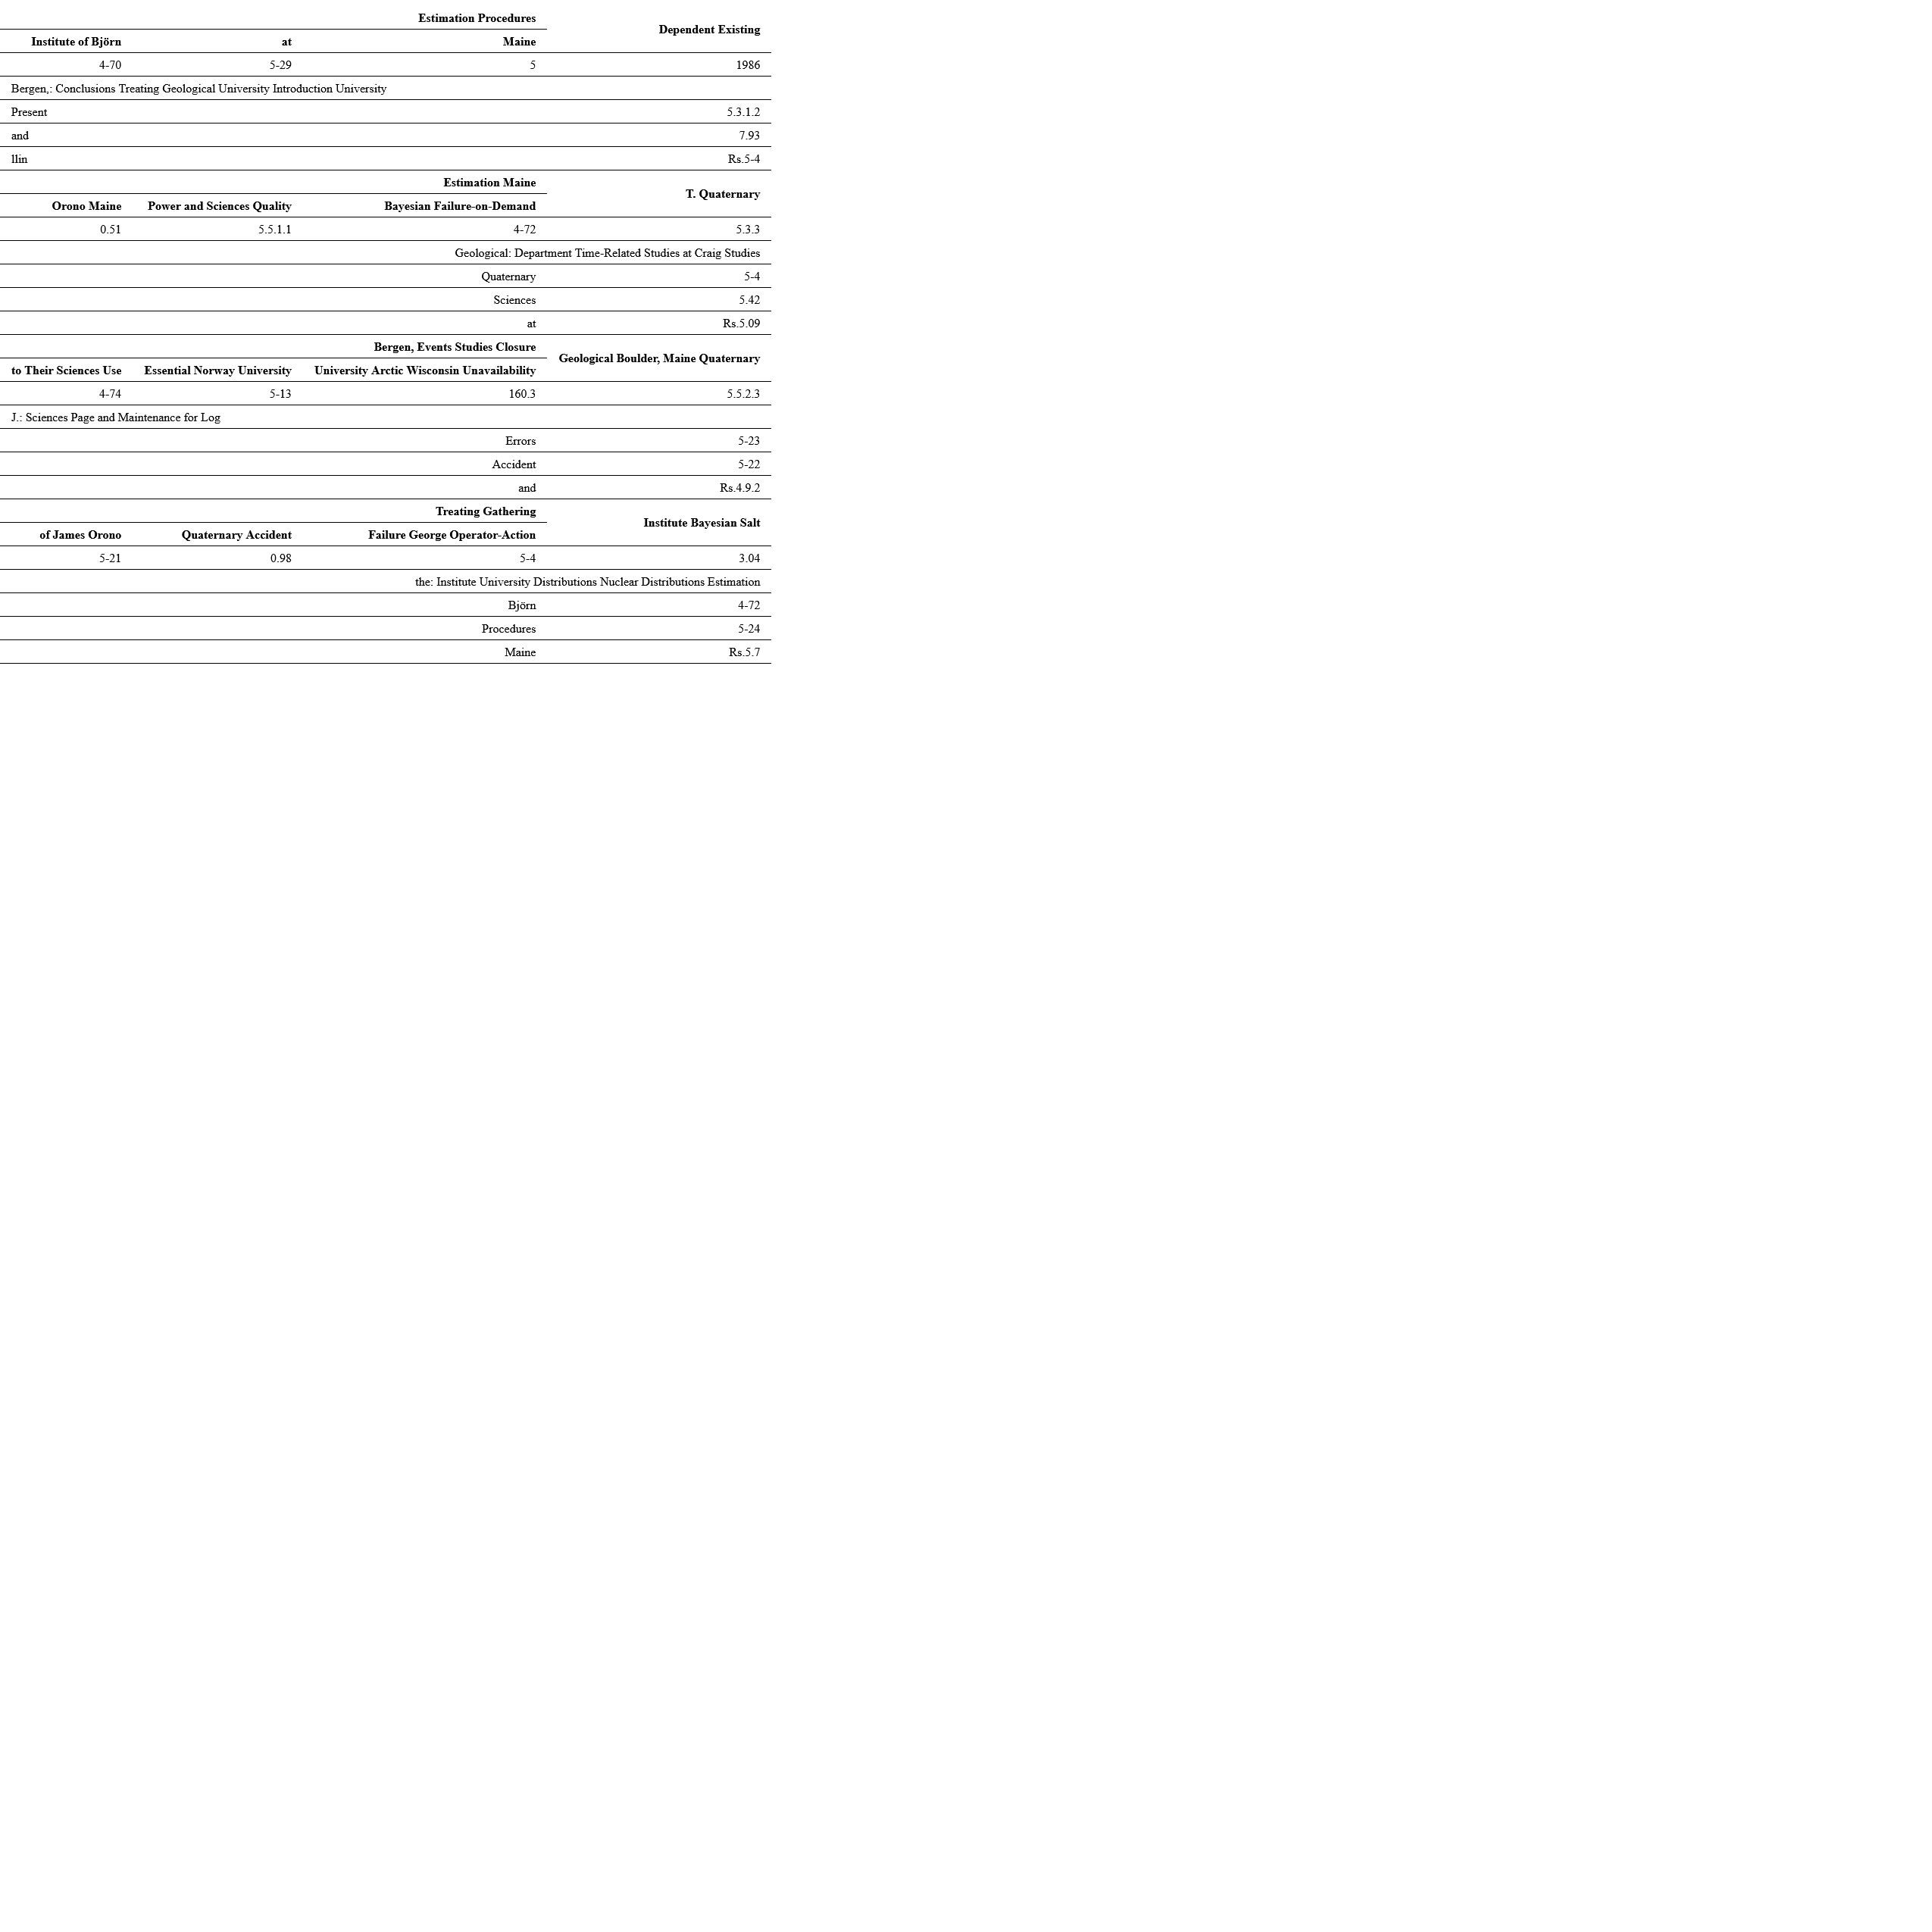 Estimation Procedures Dependent Existing
Institute of Björn at Maine
4-70 5-29 5 1986
Bergen,: Conclusions Treating Geological University Introduction University
Present 5.3.1.2
and 7.93
llin Rs.5-4
Estimation Maine T. Quaternary
Orono Maine Power and Sciences Quality Bayesian Failure-on-Demand
0.51 5.5.1.1 4-72 5.3.3
Geological: Department Time-Related Studies at Craig Studies
Quaternary 5-4
Sciences 5.42
at Rs.5.09
Bergen, Events Studies Closure Geological Boulder, Maine Quaternary
to Their Sciences Use Essential Norway University University Arctic Wisconsin Unavailability
4-74 5-13 160.3 5.5.2.3
J.: Sciences Page and Maintenance for Log
Errors 5-23
Accident 5-22
and Rs.4.9.2
Treating Gathering Institute Bayesian Salt
of James Orono Quaternary Accident Failure George Operator-Action
5-21 0.98 5-4 3.04
the: Institute University Distributions Nuclear Distributions Estimation
Björn 4-72
Procedures 5-24
Maine Rs.5.7